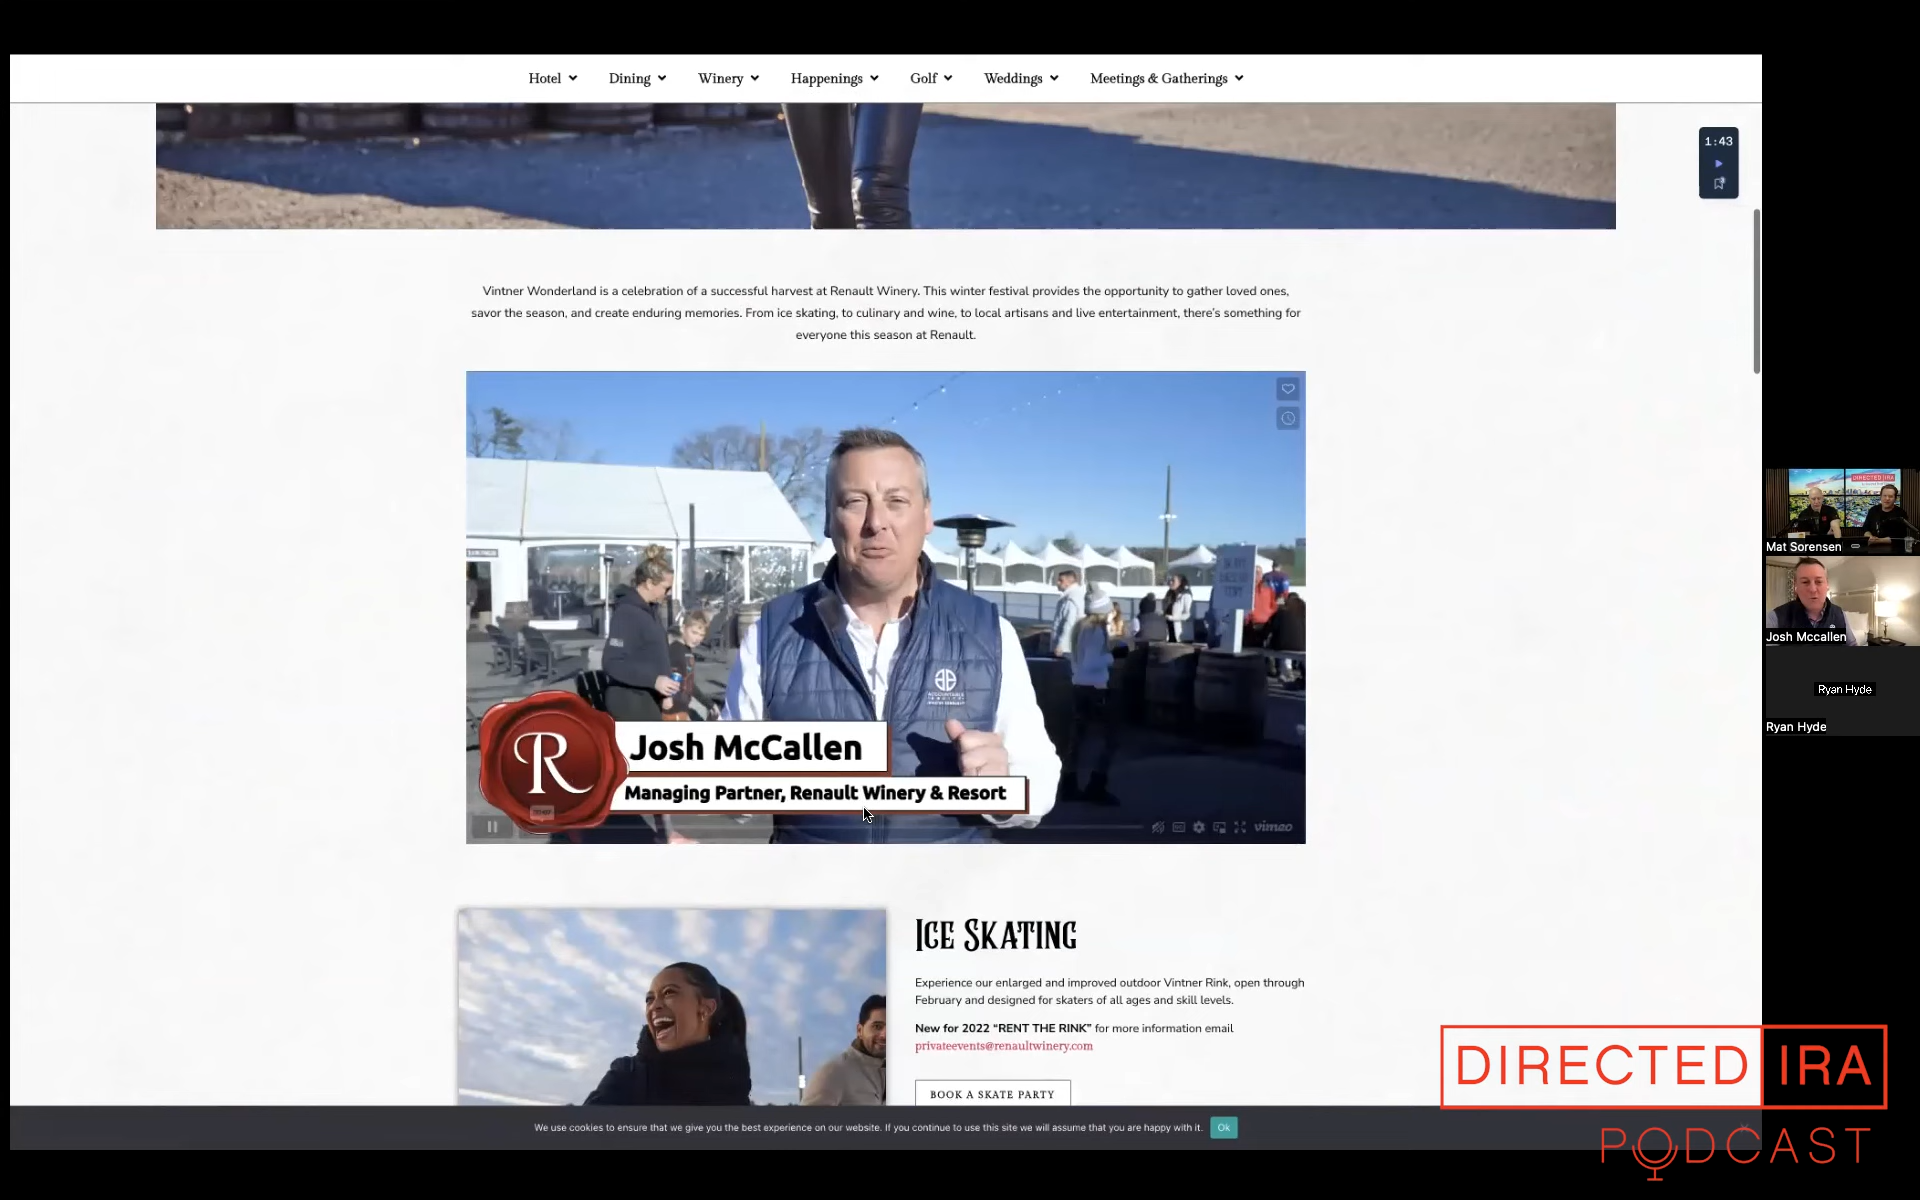 Hotel Dining Winery Happenings Golf Weddings Meetings & Gatherings
1:43
Vintner Wonderland is a celebration of a successful harvest at Renault Winery. This winter festival provides the opportunity to gather loved ones,
savor the season, and create enduring memories. From ice skating, to culinary and wine, to local artisans and live entertainment, there's something for
everyone this season at Renault.
R
Josh McCallen
Managing Partner, Renault Winery & Resort
vimeo
DIRECTED IRA
Mat Sorensen
Josh Mccallen
Ryan Hyde
Ryan Hyde
ICE SKATING
Experience our enlarged and improved outdoor Vintner Rink, open through
February and designed for skaters of all ages and skill levels.
New for 2022 “RENT THE RINK” for more information email
privateevents@renaultwinery.com
BOOK A SKATE PARTY
We use cookies to ensure that we give you the best experience on our website. If you continue to use this site we will assume that you are happy with it. Ok
DIRECTED IRA
PODCAST